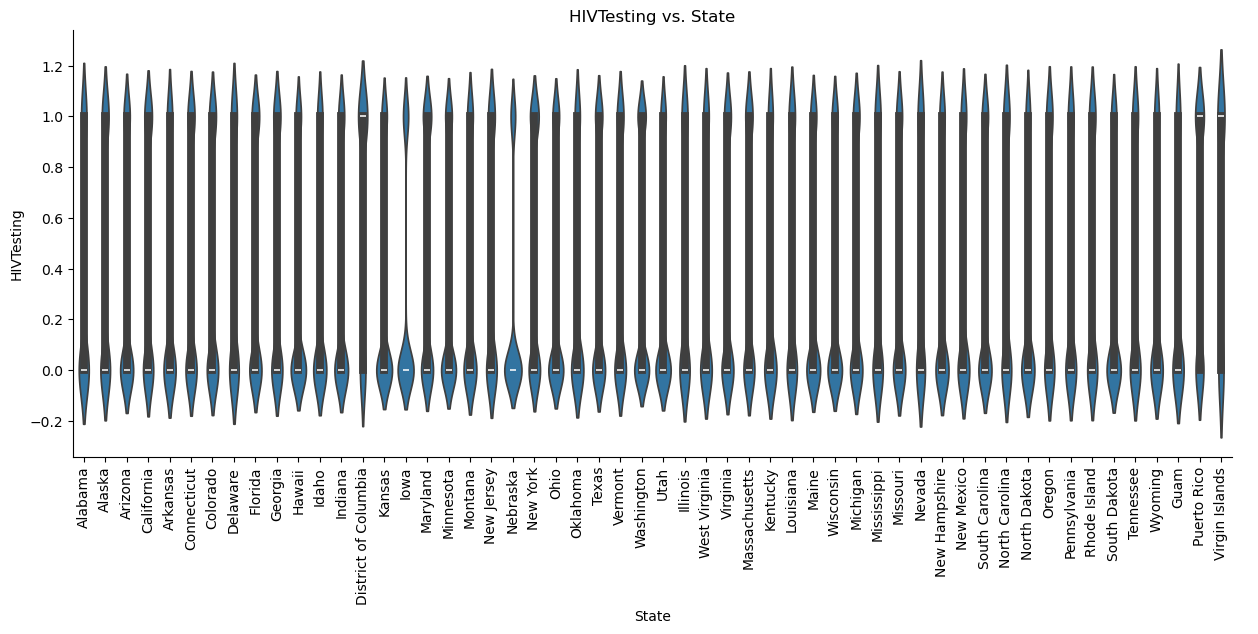 HIVTesting vs. State
HIVTesting
1.2
1.0
0.8
0.6
0.4
0.2
0.0
−0.2
Alabama
Alaska
Arizona
California
Arkansas
Connecticut
Colorado
Delaware
Florida
Georgia
Hawaii
Idaho
Indiana
District of Columbia
Kansas
Iowa
Maryland
Minnesota
Montana
New Jersey
Nebraska
New York
Ohio
Oklahoma
Texas
Vermont
Washington
Utah
Illinois
West Virginia
Virginia
Massachusetts
Kentucky
Louisiana
Maine
Wisconsin
Michigan
Mississippi
Missouri
Nevada
New Hampshire
New Mexico
South Carolina
North Carolina
North Dakota
Oregon
Pennsylvania
Rhode Island
South Dakota
Tennessee
Wyoming
Guam
Puerto Rico
Virgin Islands
State